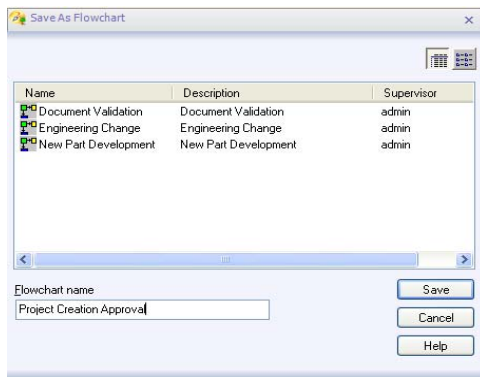 Save As Flowchart
Name Description Supervisor
Document Validation Document Validation admin
Engineering Change Engineering Change admin
New Part Development New Part Development admin
Flowchart name
Project Creation Approval
Save
Cancel
Help